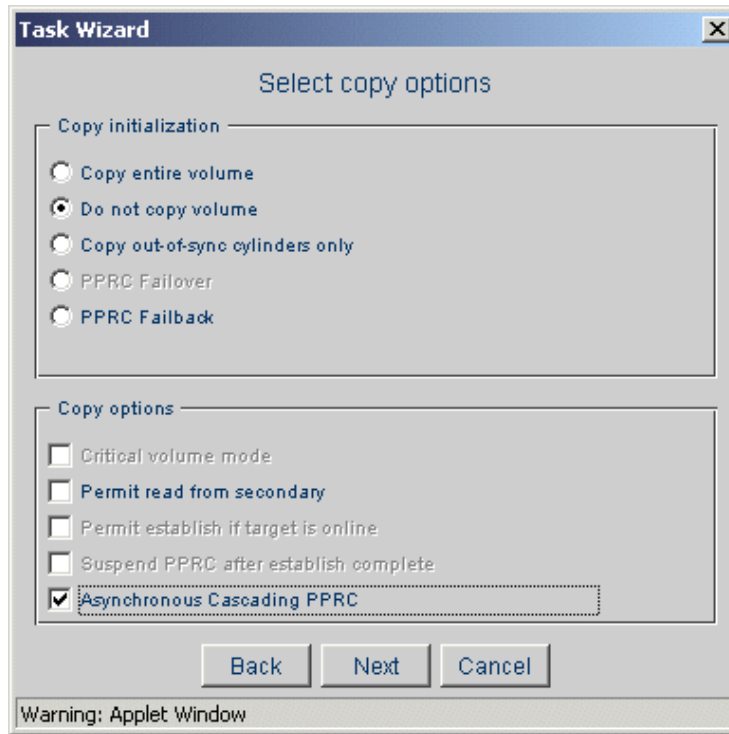 Task Wizard
Select copy options
Copy initialization
Copy entire volume
Do not copy volume
Copy out-of-sync cylinders only
PPRC Failover
PPRC Failback
Copy options
Critical volume mode
Permit read from secondary
Permit establish if target is online
Suspend PPRC after establish complete
Asynchronous Cascading PPRC
Back Next Cancel
Warning: Applet Window